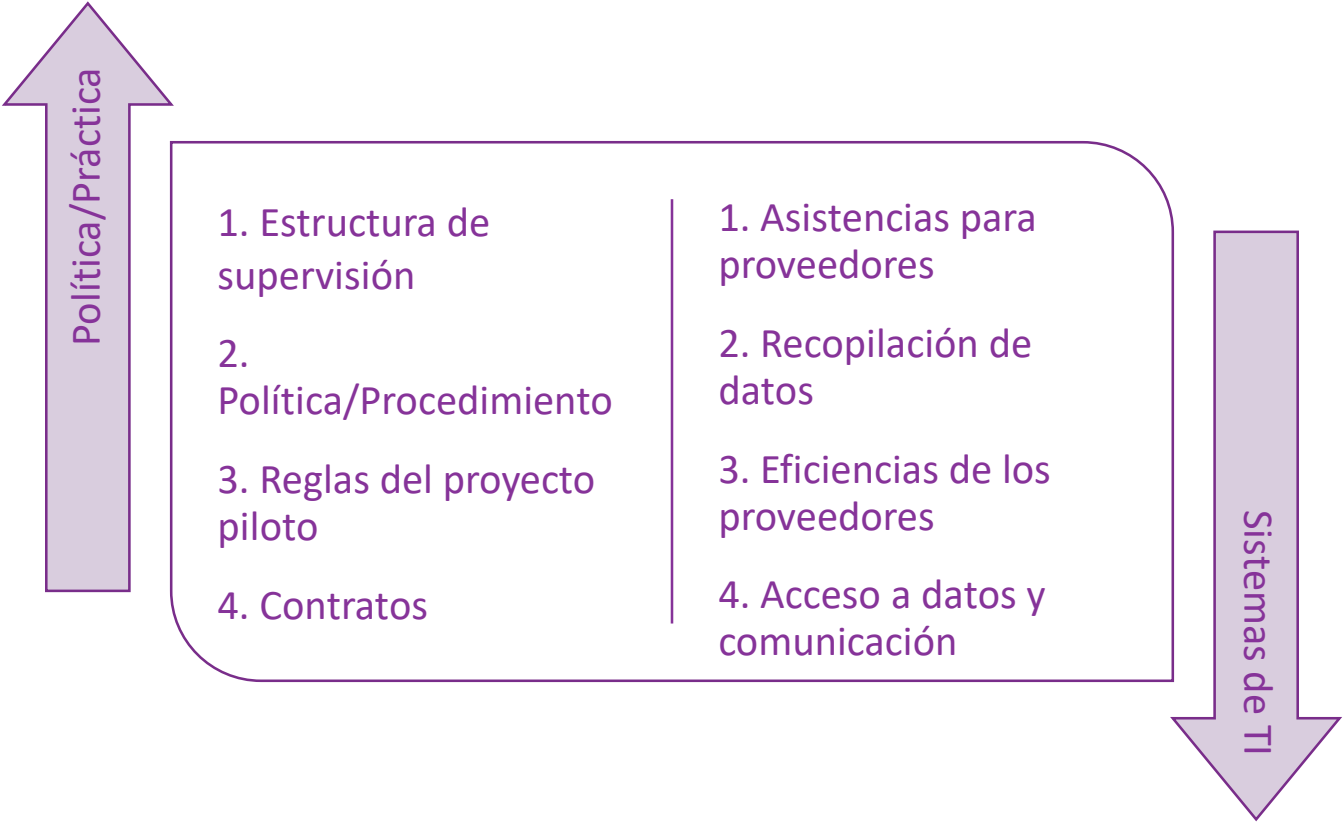 Política/Práctica
1. Estructura de
supervisión
2.
Política/Procedimiento
3. Reglas del proyecto
piloto
4. Contratos
1. Asistencias para
proveedores
2. Recopilación de
datos
3. Eficiencias de los
proveedores
4. Acceso a datos y
comunicación
Sistemas de TI